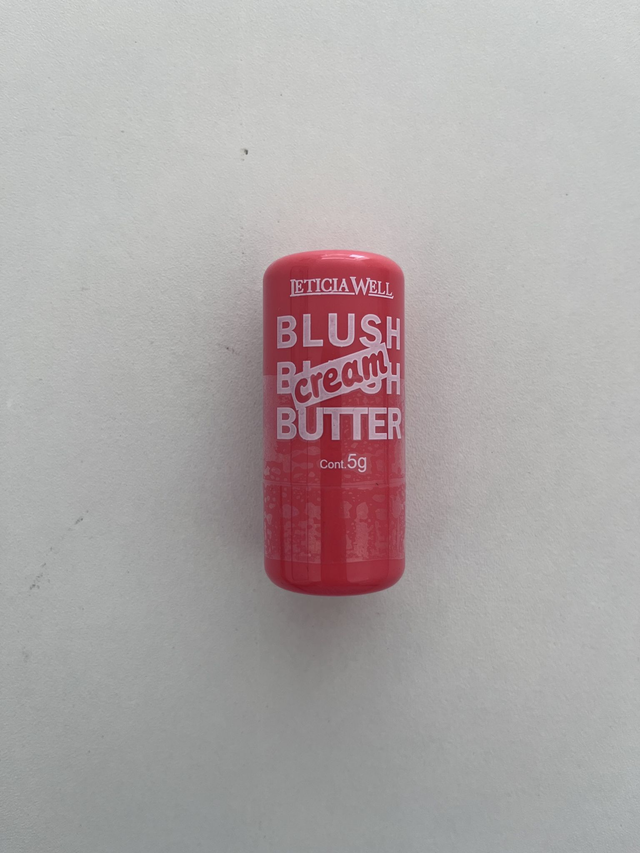 LETICIA WELL
BLUSH
BLUSH
cream
BUTTER
Cont.5g